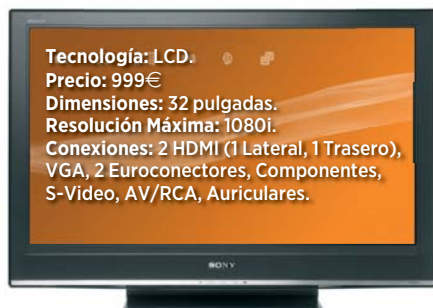 Tecnología: LCD.
Precio: 999€
Dimensiones: 32 pulgadas.
Resolución Máxima: 1080i.
Conexiones: 2 HDMI (1 Lateral, 1 Trasero),
VGA, 2 Euroconectores, Componentes,
S-Video, AV/RCA, Auriculares.
SONY